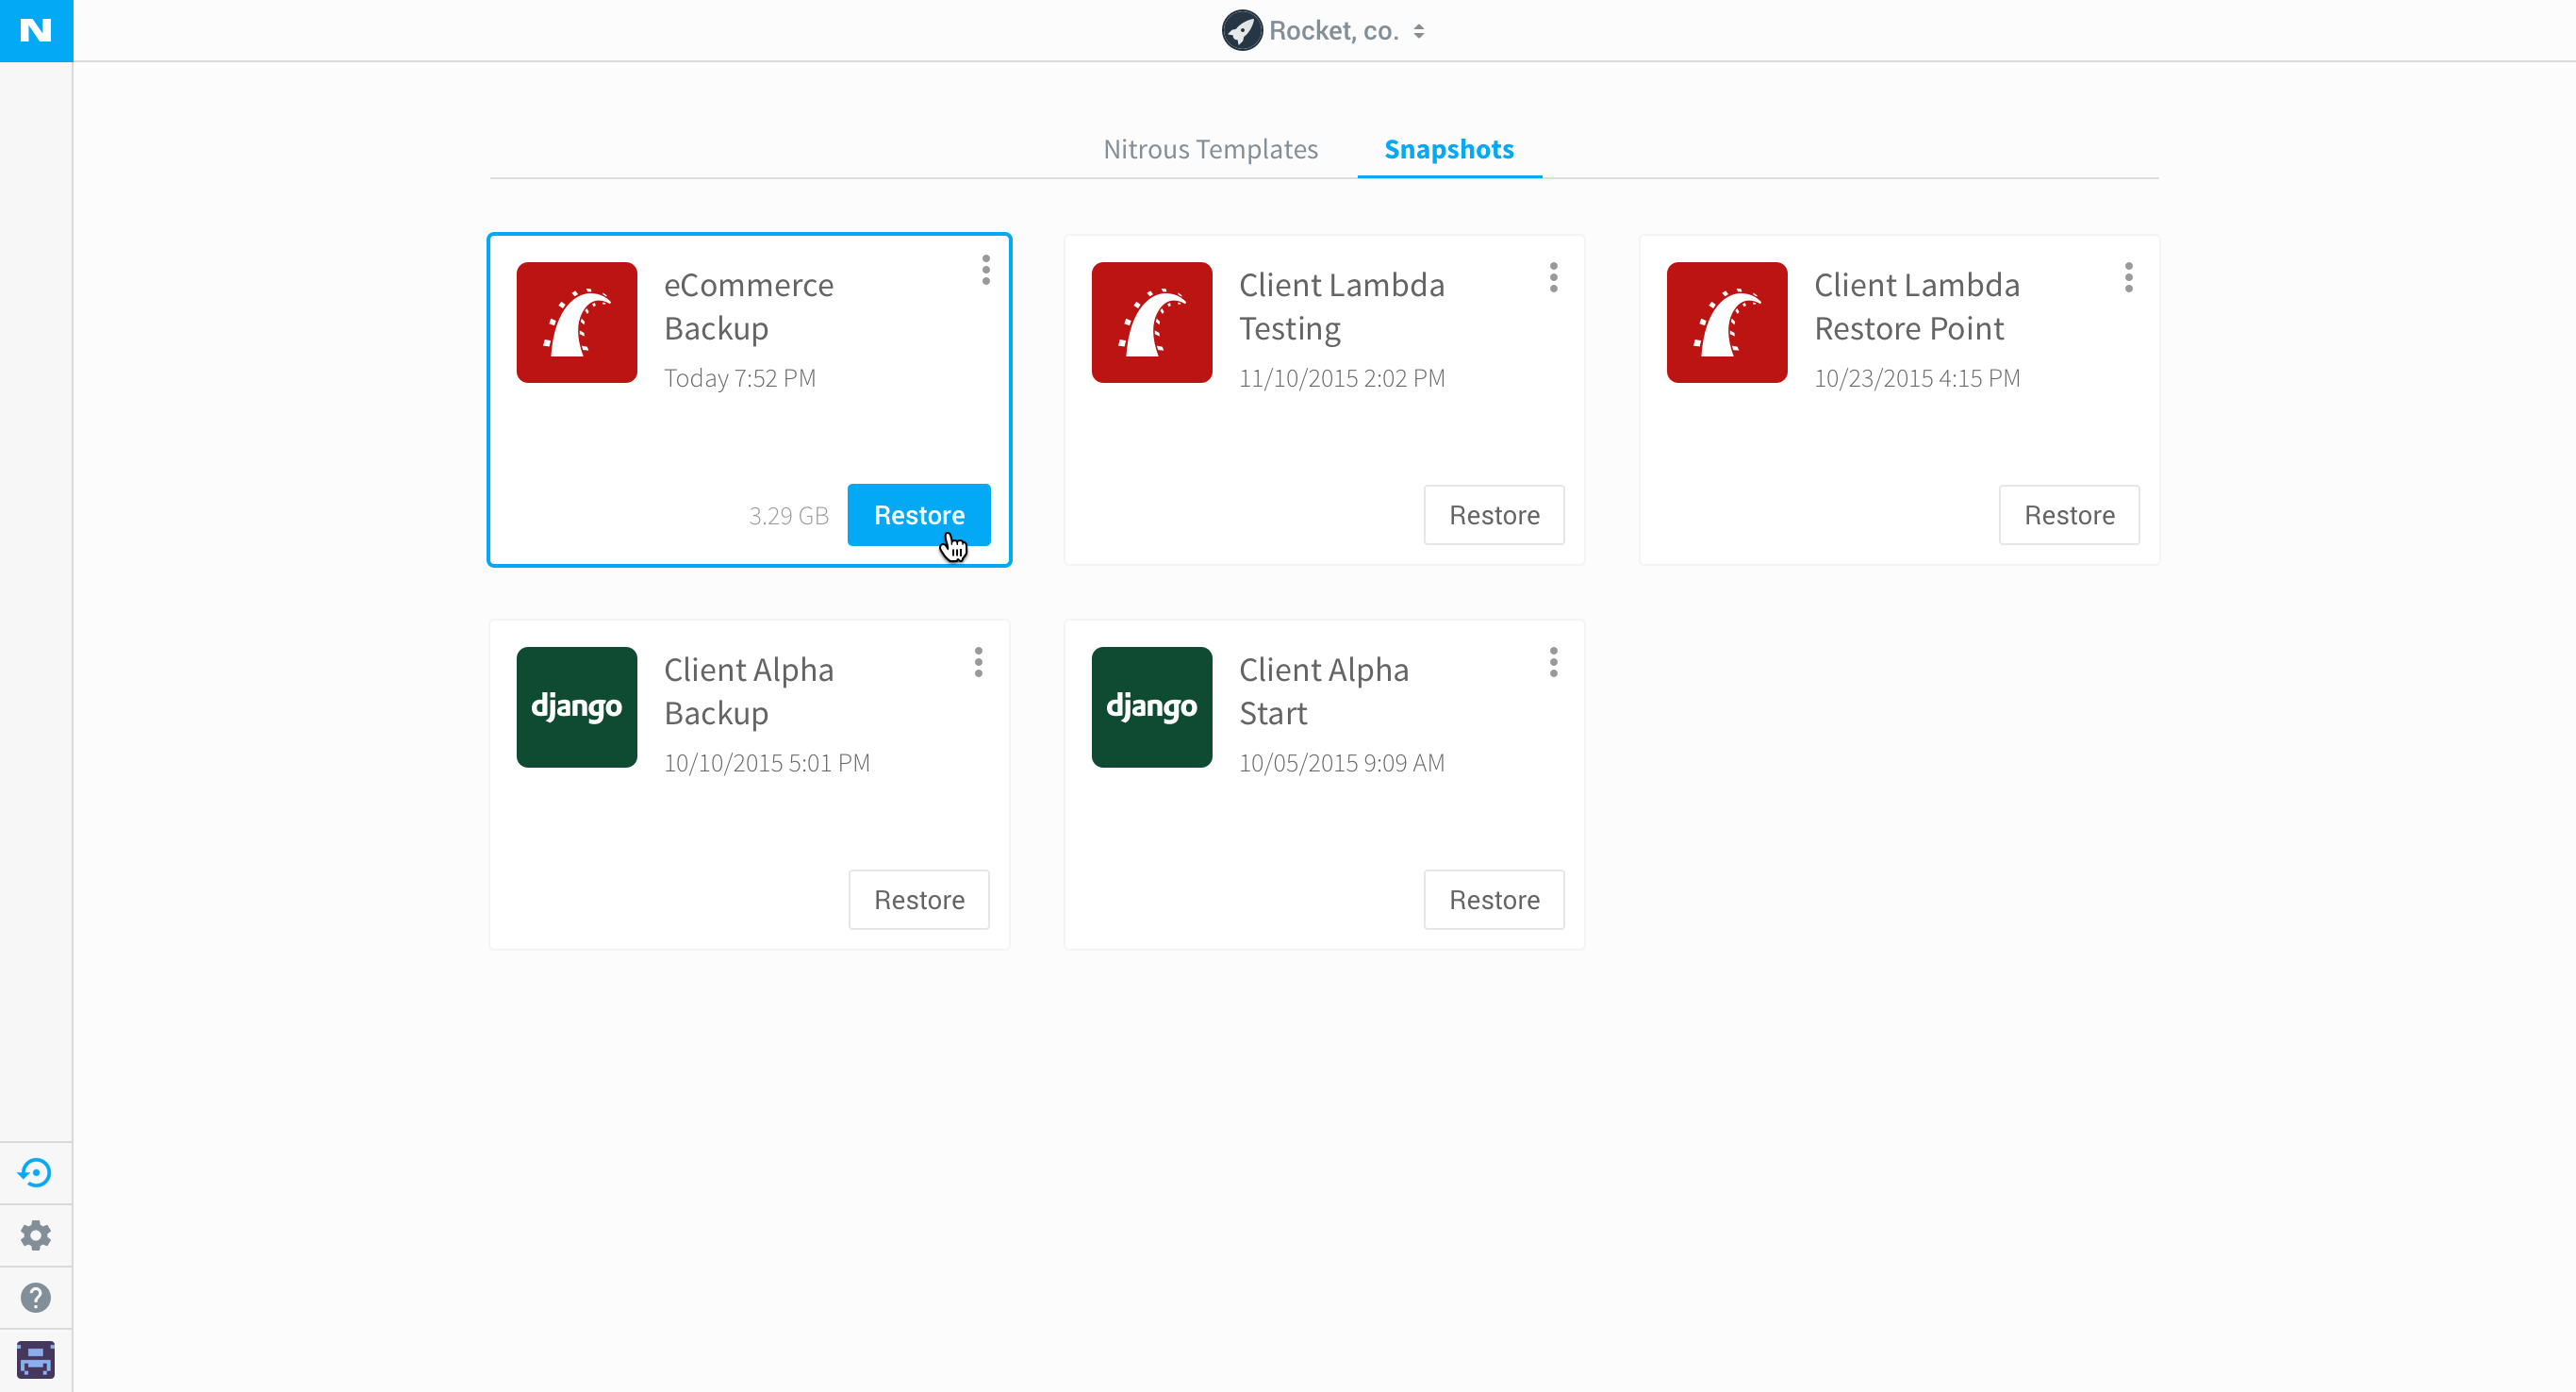 N
Rocket, co.
Nitrous Templates
Snapshots
eCommerce
Backup
Today 7:52 PM
3.29 GB
Restore
Client Lambda
Testing
11/10/2015 2:02 PM
Restore
Client Lambda
Restore Point
10/23/2015 4:15 PM
Restore
django
Client Alpha
Backup
10/10/2015 5:01 PM
Restore
django
Client Alpha
Start
10/05/2015 9:09 AM
Restore
?